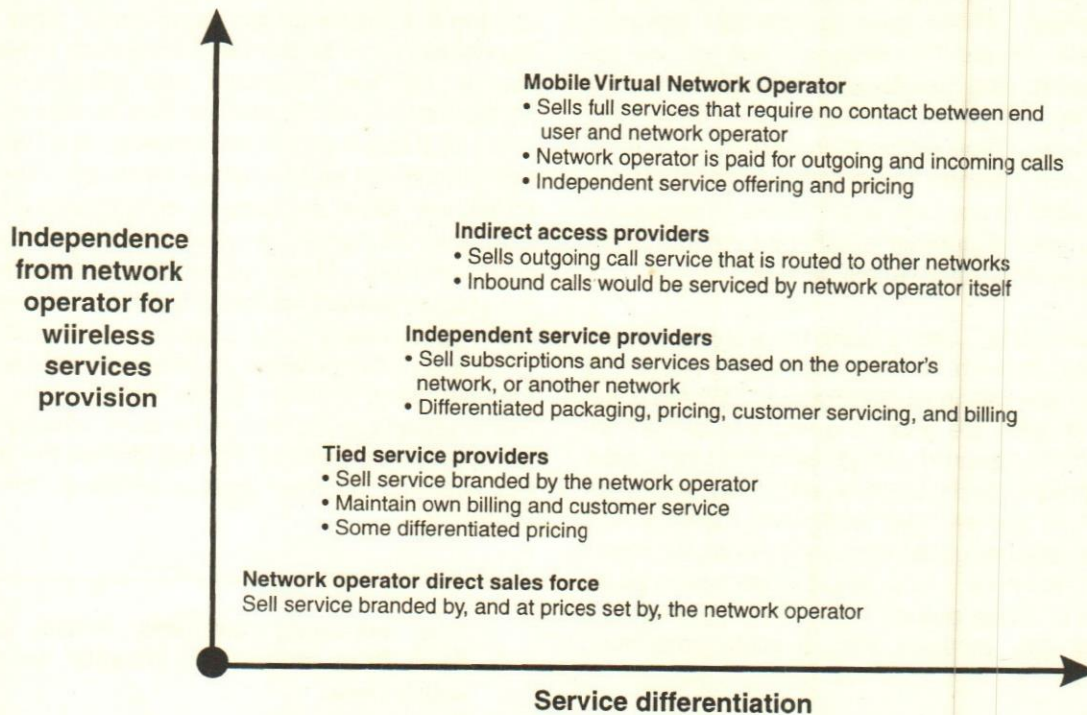 Mobile Virtual Network Operator
• Sells full services that require no contact between end
user and network operator
• Network operator is paid for outgoing and incoming calls
• Independent service offering and pricing
Indirect access providers
• Sells outgoing call service that is routed to other networks
• Inbound calls would be serviced by network operator itself
Independence
from network
operator for
wiireless
services
provision
Independent service providers
• Sell subscriptions and services based on the operator's
network, or another network
• Differentiated packaging, pricing, customer servicing, and billing
Tied service providers
• Sell service branded by the network operator
• Maintain own billing and customer service
• Some differentiated pricing
Network operator direct sales force
Sell service branded by, and at prices set by, the network operator
Service differentiation